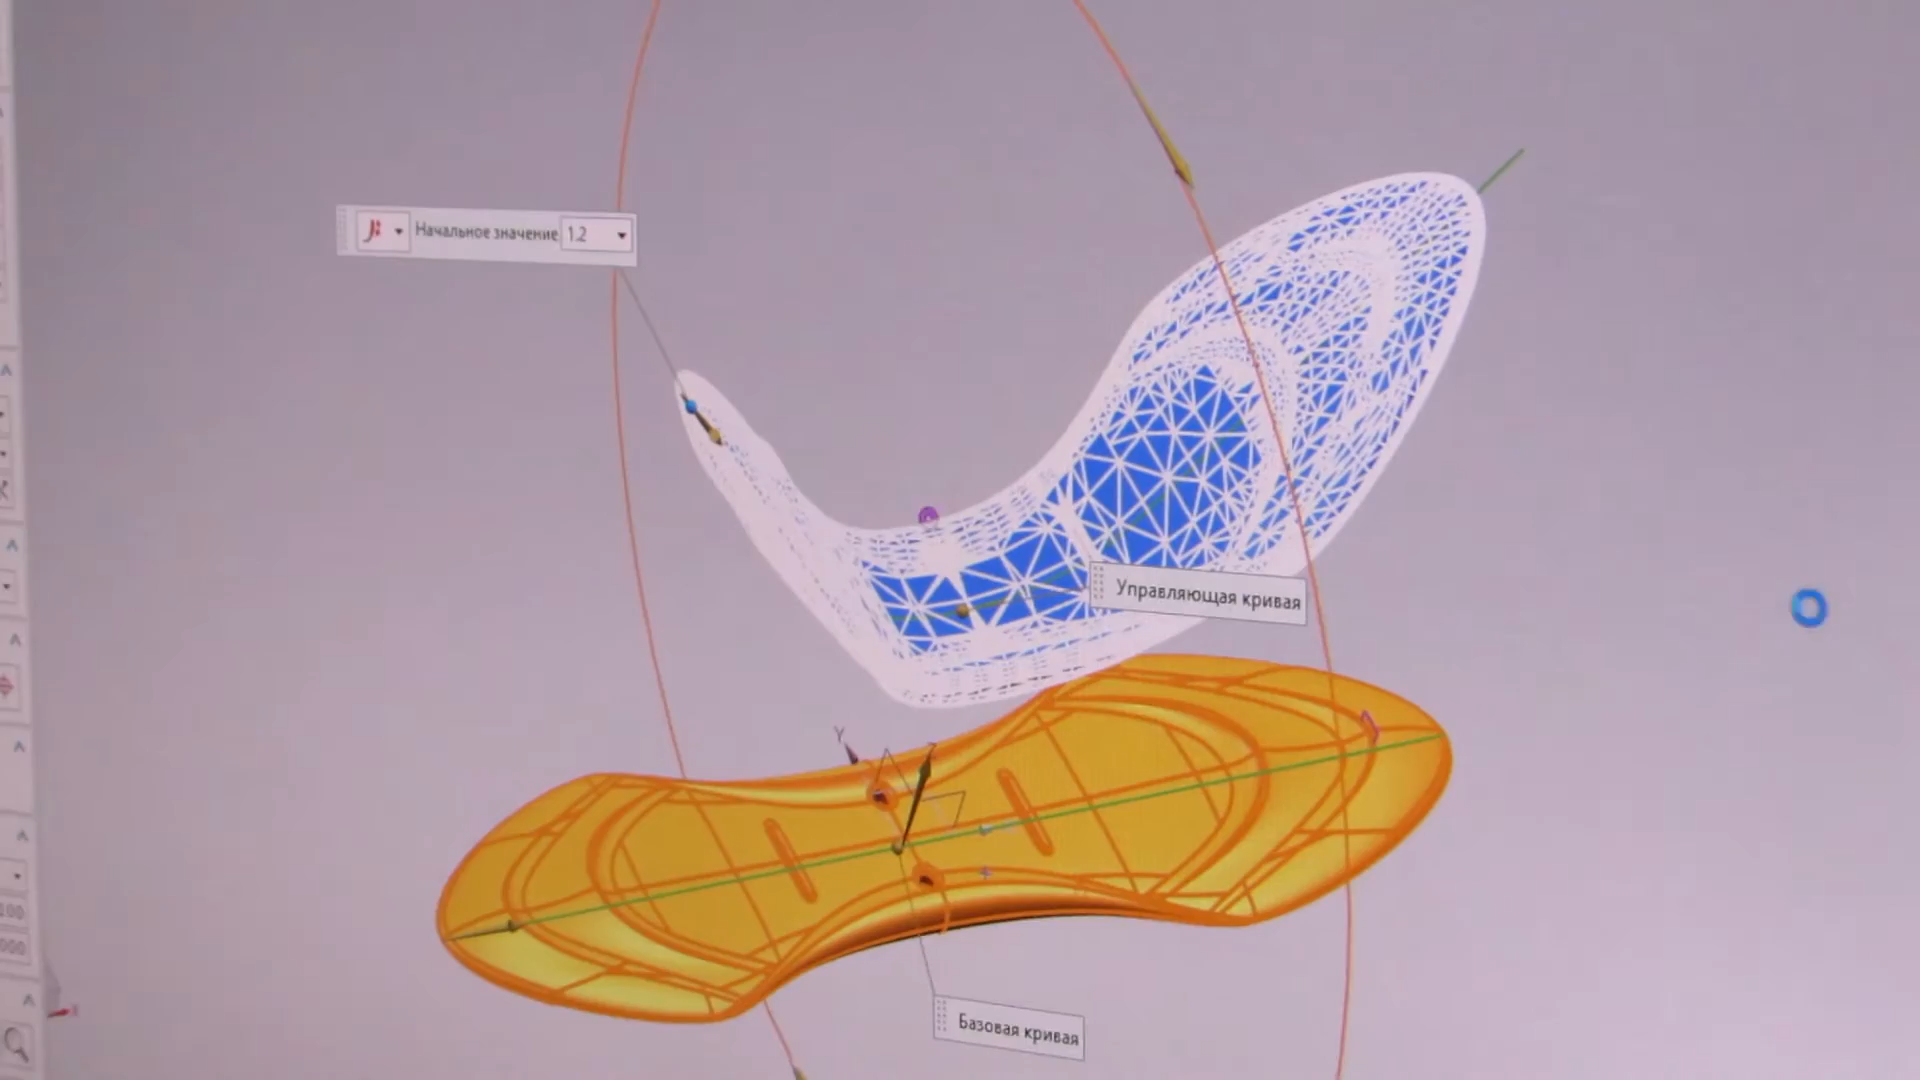 Начальное значение 1.2
Управляющая кривая
Y
Базовая кривая